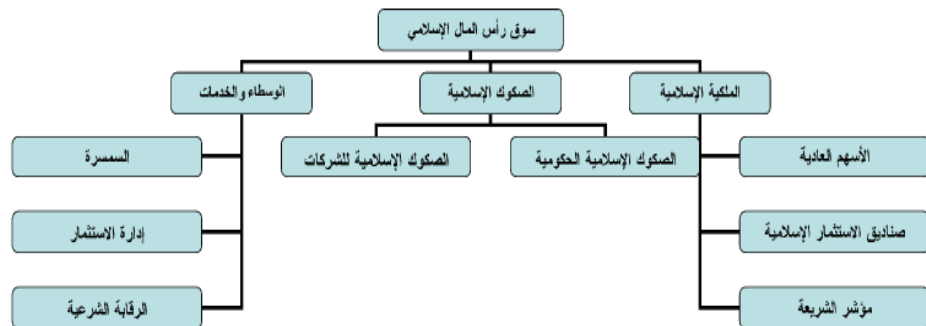 سوق رأس المال الإسلامي
الملكية الإسلامية
الصكوك الإسلامية
الوسطاء والخدمات
الصكوك الإسلامية الحكومية
الصكوك الإسلامية للشركات
الأسهم العادية
السمسرة
صناديق الاستثمار الإسلامية
إدارة الاستثمار
مؤشر الشريعة
الرقابة الشرعية